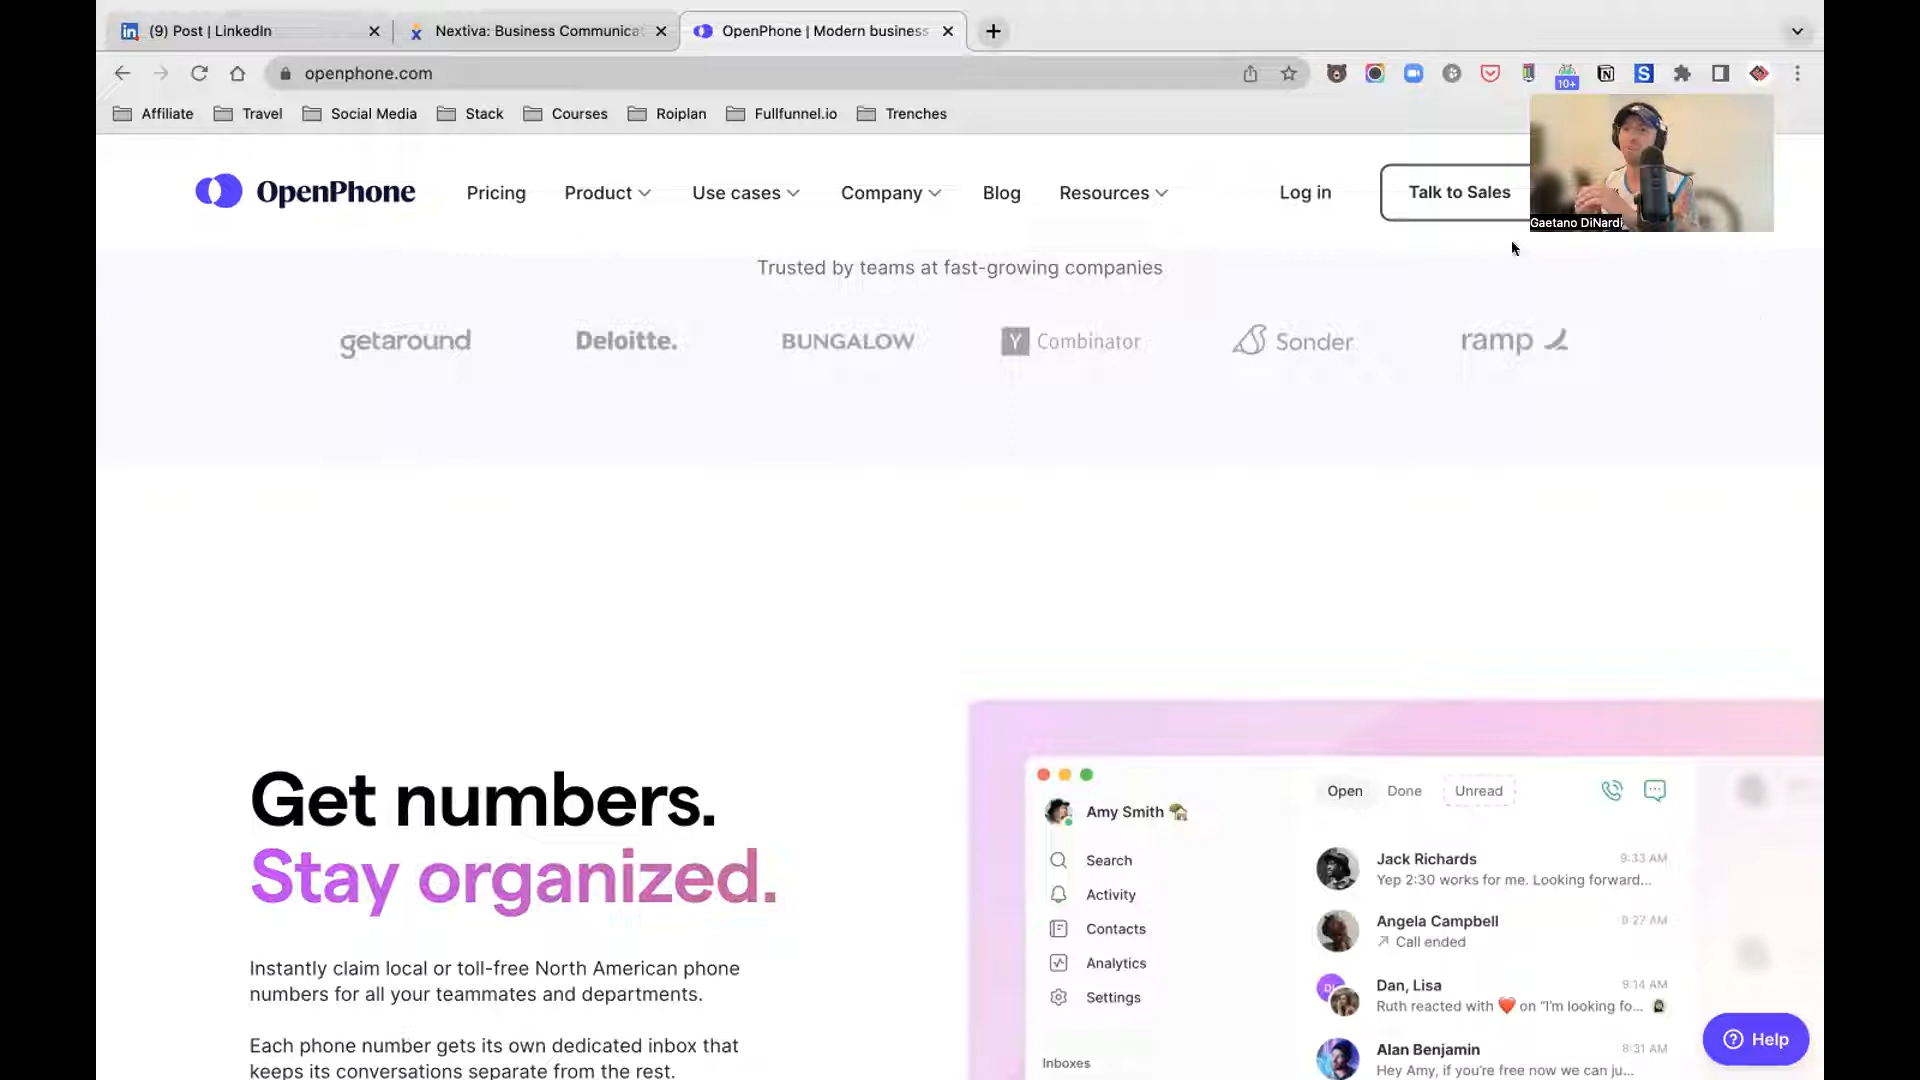 (9) Post | LinkedIn
Nextiva: Business Communicat
OpenPhone | Modern business
openphone.com
10+
Affiliate
Travel
Social Media
Stack
Courses
Roiplan
Fullfunnel.io
Trenches
OpenPhone
Pricing
Product
Use cases
Company
Blog
Resources
Log in
Talk to Sales
Gaetano DiNardi
Trusted by teams at fast-growing companies
getaround
Deloitte.
BUNGALOW
Y Combinator
Sonder
ramp
Get numbers.
Stay organized.
Instantly claim local or toll-free North American phone
numbers for all your teammates and departments.
Each phone number gets its own dedicated inbox that
keeps its conversations separate from the rest.
Amy Smith
Search
Activity
Contacts
Analytics
Settings
Inboxes
Open
Done
Unread
Jack Richards
9:33 AM
Yep 2:30 works for me. Looking forward...
Angela Campbell
9:27 AM
Call ended
Dan, Lisa
9:14 AM
Ruth reacted with ❤️ on “I’m looking fo...
Alan Benjamin
8:31 AM
Hey Amy, if you’re free now we can ju...
Help